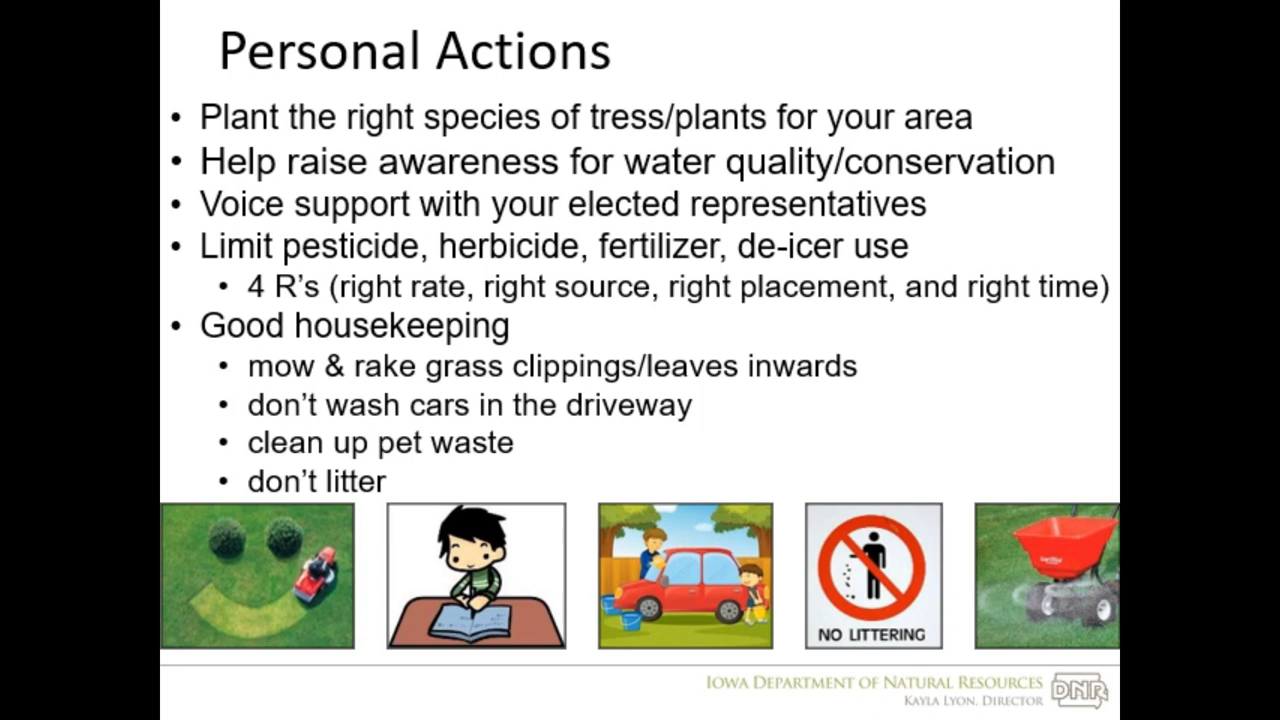 Personal Actions
• Plant the right species of tress/plants for your area
• Help raise awareness for water quality/conservation
• Voice support with your elected representatives
• Limit pesticide, herbicide, fertilizer, de-icer use
• 4 R’s (right rate, right source, right placement, and right time)
• Good housekeeping
• mow & rake grass clippings/leaves inwards
• don’t wash cars in the driveway
• clean up pet waste
• don’t litter
NO LITTERING
IOWA DEPARTMENT OF NATURAL RESOURCES
KAYLA LYON, DIRECTOR
DNR